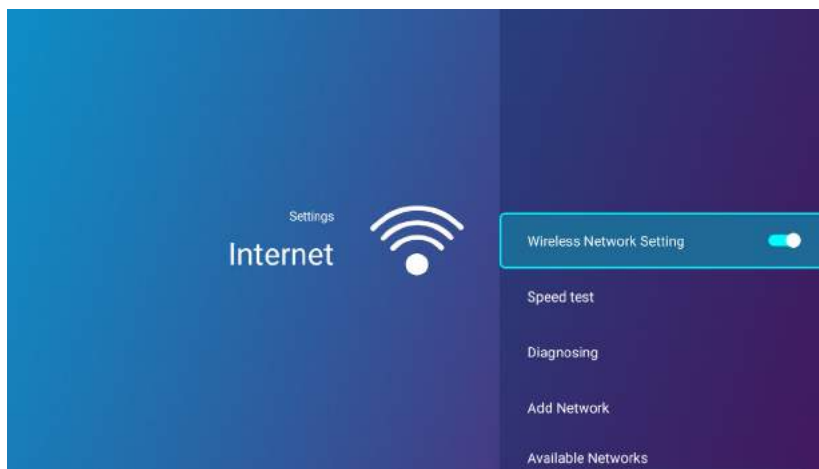 Settings
Internet
Wireless Network Setting
Speed test
Diagnosing
Add Network
Available Networks